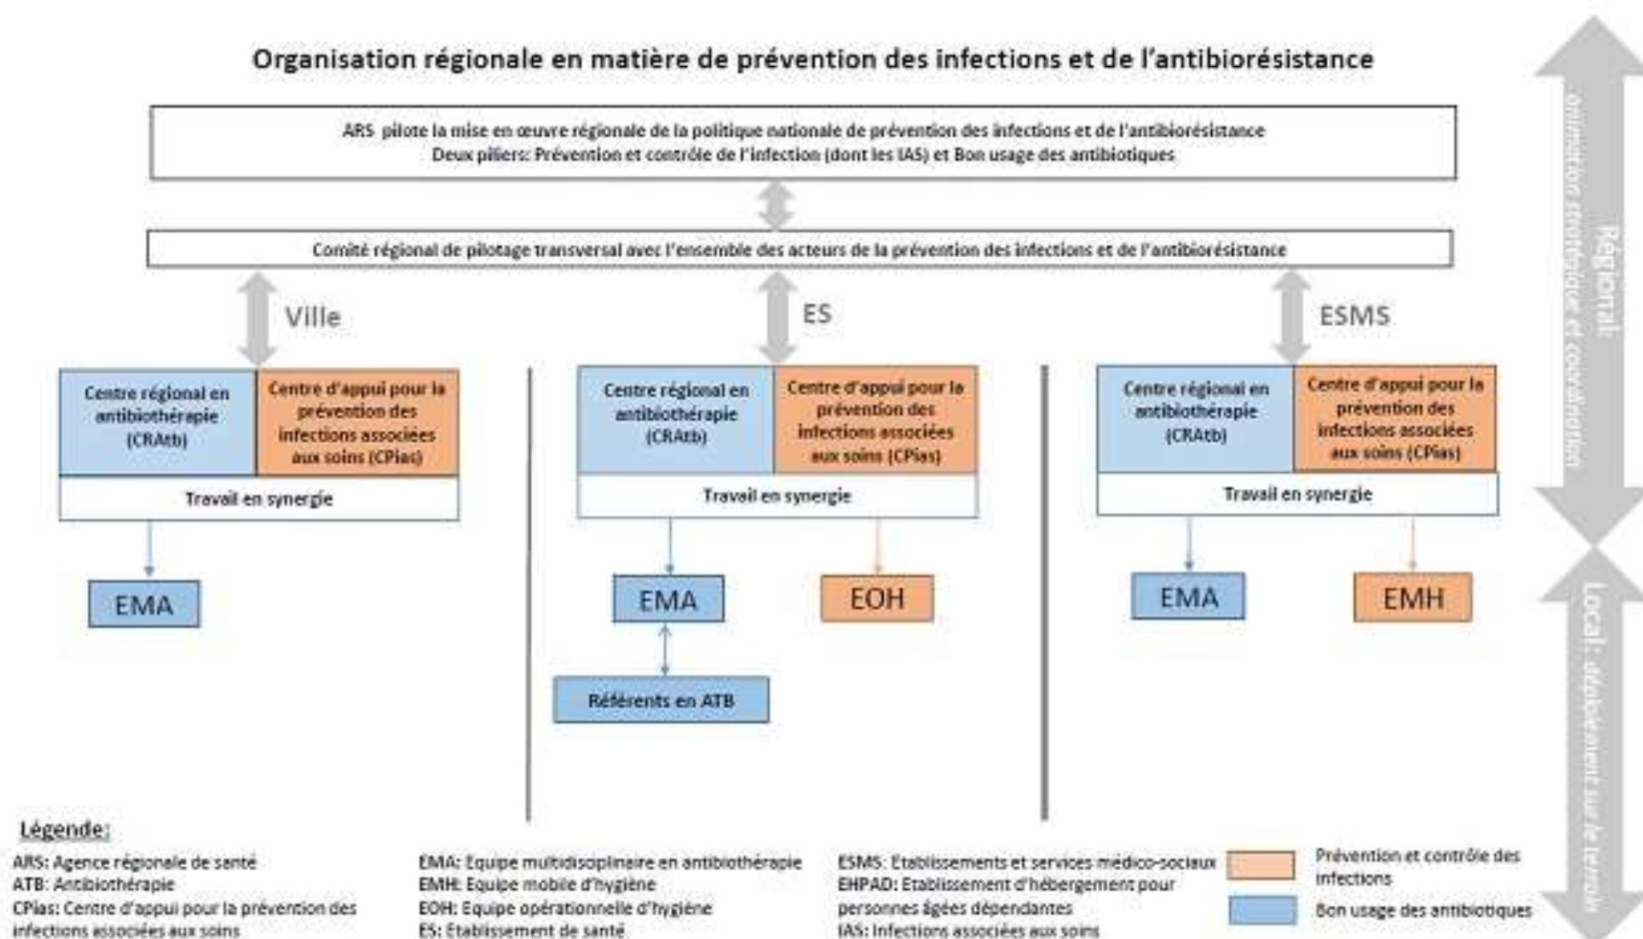 Organisation régionale en matière de prévention des infections et de l'antibiorésistance
ARS pilote la mise en œuvre régionale de la politique nationale de prévention des infections et de l'antibiorésistance
Deux piliers: Prévention et contrôle de l'infection (dont les IAS) et Bon usage des antibiotiques
Comité régional de pilotage transversal avec l'ensemble des acteurs de la prévention des infections et de l'antibiorésistance
Ville
ES
ESMS
Centre régional en
antibiothérapie
(CRAtb)
Centre d'appui pour la
prévention des
infections associées
aux soins (CPias)
Travail en synergie
Centre régional en
antibiothérapie
(CRAtb)
Centre d'appui pour la
prévention des
infections associées
aux soins (CPias)
Travail en synergie
Centre régional en
antibiothérapie
(CRAtb)
Centre d'appui pour la
prévention des
infections associées
aux soins (CPias)
Travail en synergie
EMA
EMA
EOH
Référents en ATB
EMA
EMH
Régional:
animation stratégique et coordination
Local: déploiement sur le terrain
Légende:
ARS: Agence régionale de santé
ATB: Antibiothérapie
CPias: Centre d'appui pour la prévention des
infections associées aux soins
EMA: Equipe multidisciplinaire en antibiothérapie
EMH: Equipe mobile d'hygiène
EOH: Equipe opérationnelle d'hygiène
ES: Etablissement de santé
ESMS: Etablissements et services médico-sociaux
EHPAD: Etablissement d'hébergement pour
personnes âgées dépendantes
IAS: Infections associées aux soins
Prévention et contrôle des
infections
Bon usage des antibiotiques